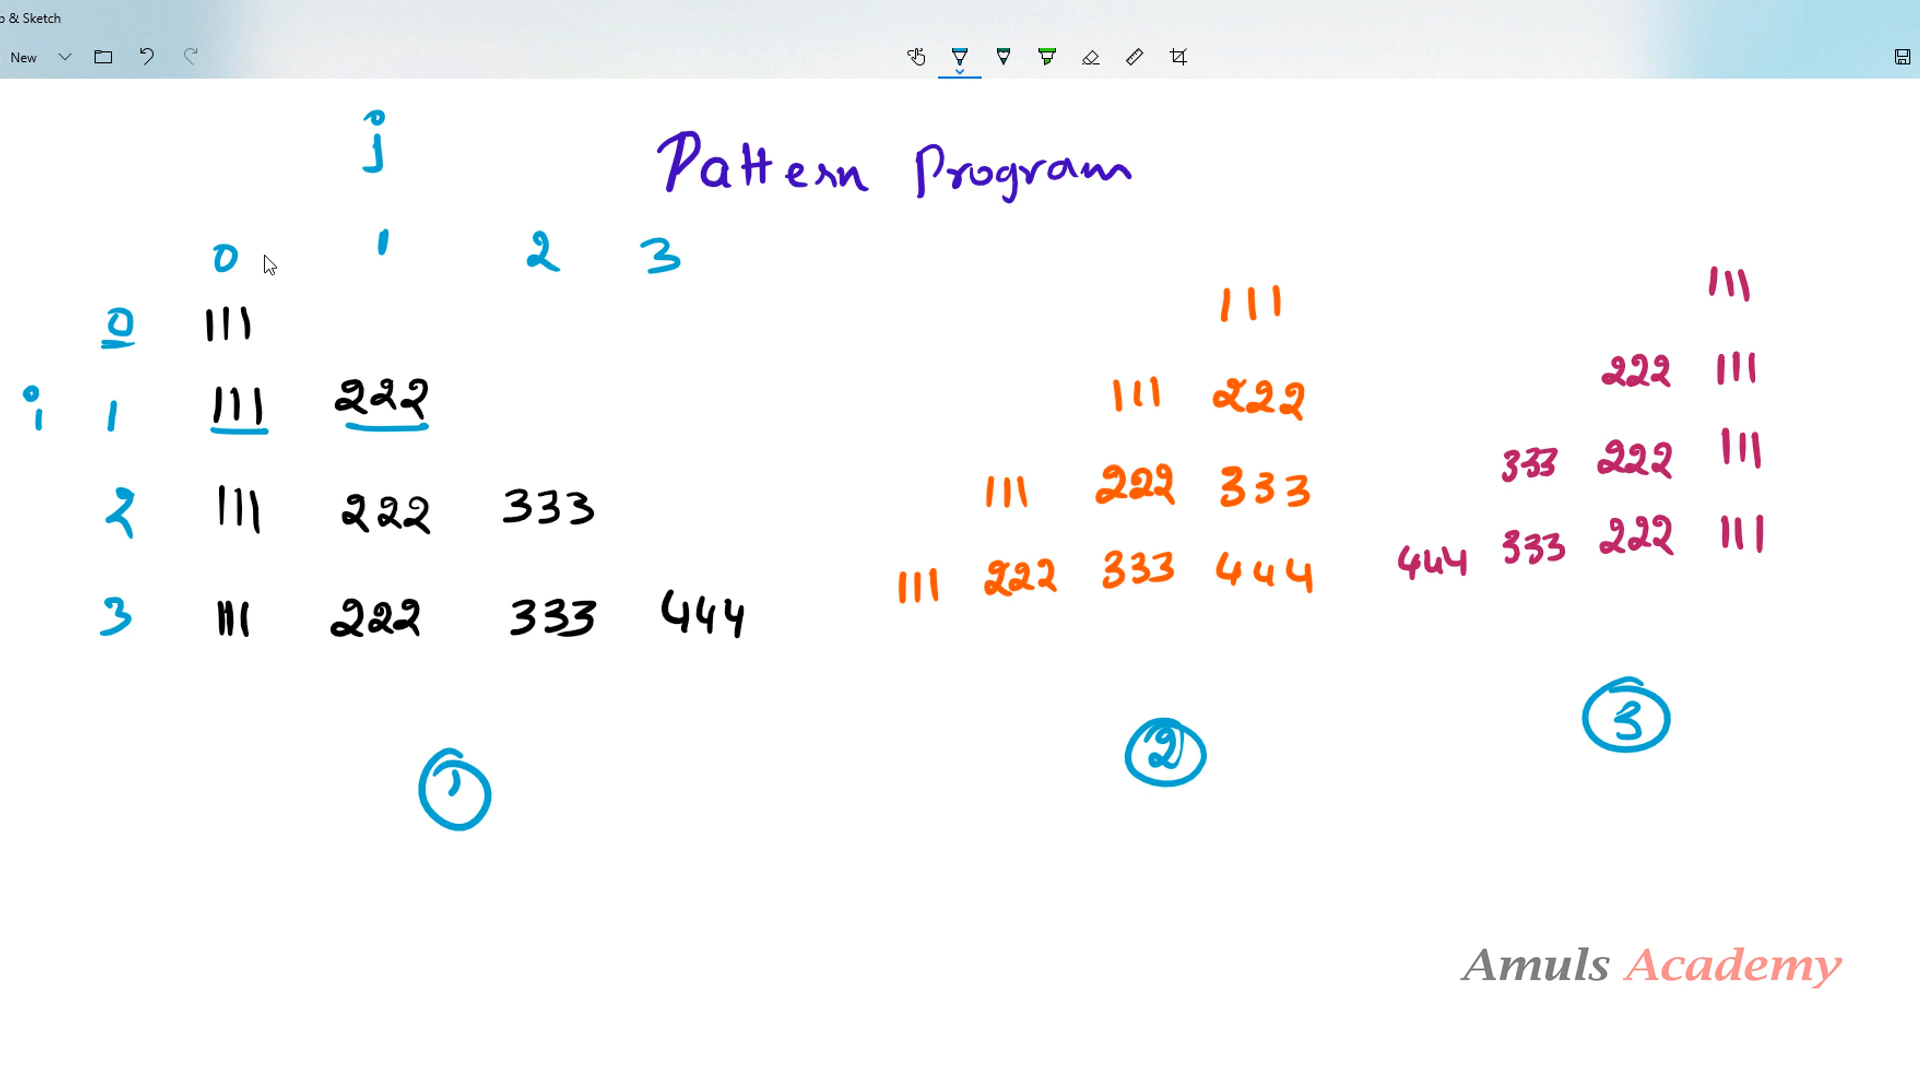 p & Sketch
New
j
Pattern Program
0 1 2 3
0 111
i 1 111 222
2 111 222 333
3 111 222 333 444
1
111
111 222
111 222 333
111 222 333 444
2
111
222 111
333 222 111
444 333 222 111
3
Amuls Academy